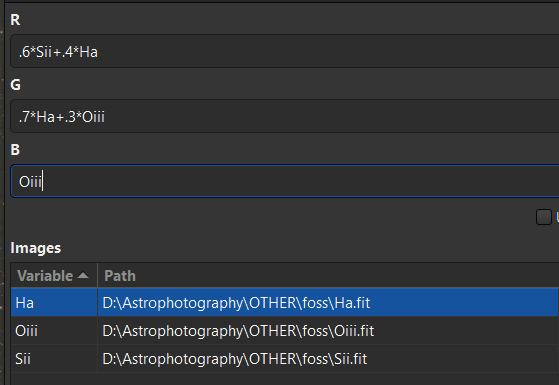 R
.6*Sii+.4*Ha
G
.7*Ha+.3*Oiii
B
Oiii
Images
Variable Path
Ha D:\Astrophotography\OTHER\foss\Ha.fit
Oiii D:\Astrophotography\OTHER\foss\Oiii.fit
Sii D:\Astrophotography\OTHER\foss\Sii.fit